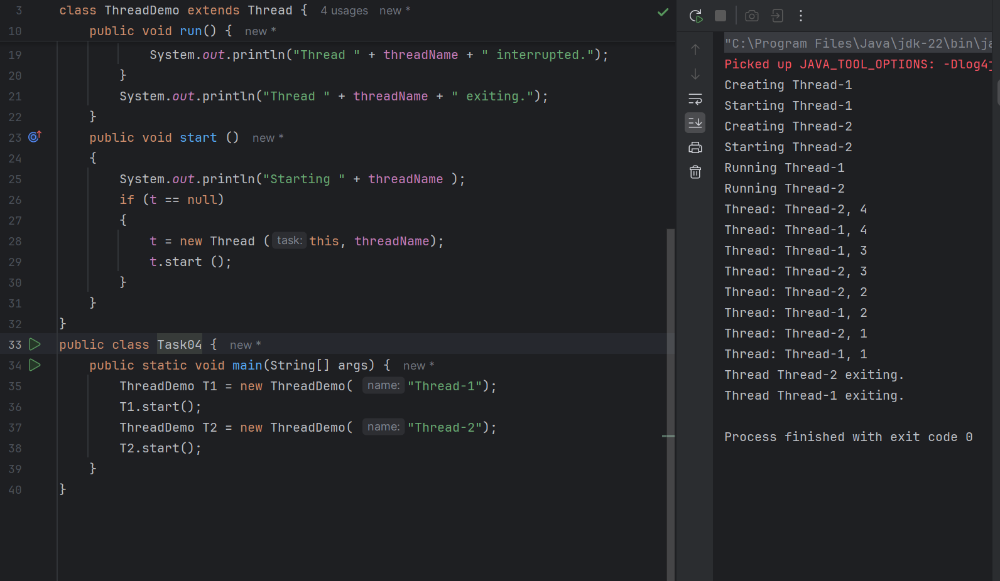 3 class ThreadDemo extends Thread { 4 usages new *
10 public void run() { new *
19 System.out.println("Thread " + threadName + " interrupted.");
20 }
21 System.out.println("Thread " + threadName + " exiting.");
22 }
23 public void start () new *
24 {
25 System.out.println("Starting " + threadName );
26 if (t == null)
27 {
28 t = new Thread (task: this, threadName);
29 t.start ();
30 }
31 }
32 }
33 public class Task04 { new *
34 public static void main(String[] args) { new *
35 ThreadDemo T1 = new ThreadDemo( name: "Thread-1");
36 T1.start();
37 ThreadDemo T2 = new ThreadDemo( name: "Thread-2");
38 T2.start();
39 }
40 }
"C:\Program Files\Java\jdk-22\bin\ja
Picked up JAVA_TOOL_OPTIONS: -Dlog4j
Creating Thread-1
Starting Thread-1
Creating Thread-2
Starting Thread-2
Running Thread-1
Running Thread-2
Thread: Thread-2, 4
Thread: Thread-1, 4
Thread: Thread-1, 3
Thread: Thread-2, 3
Thread: Thread-2, 2
Thread: Thread-1, 2
Thread: Thread-2, 1
Thread: Thread-1, 1
Thread Thread-2 exiting.
Thread Thread-1 exiting.
Process finished with exit code 0